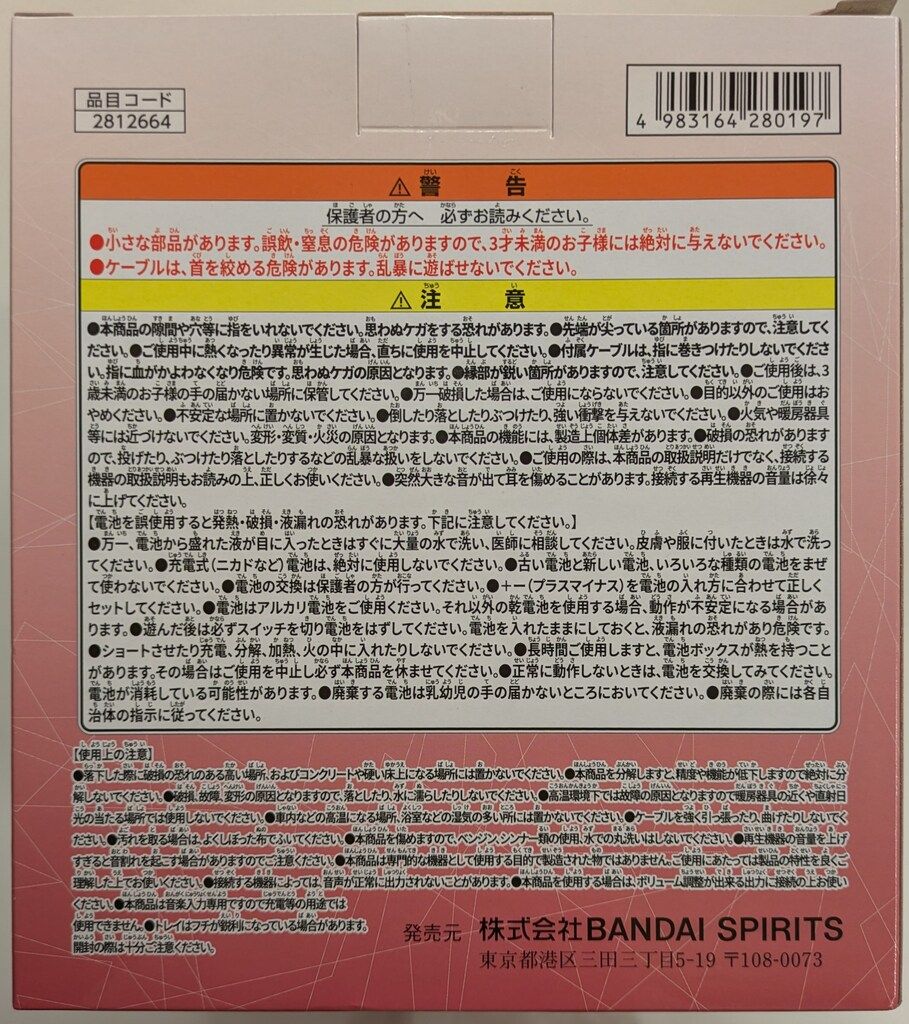 品目コード
2812664
4 983164 280197
⚠警 告
保護者の方へ 必ずお読みください。
●小さな部品があります。誤飲・窒息の危険がありますので、3才未満のお子様には絶対に与えないでください。
●ケーブルは、首を絞める危険があります。乱暴に遊ばせないでください。
⚠注 意
●本商品の隙間や穴等に指をいれないでください。思わぬケガをする恐れがあります。●先端が尖っている箇所がありますので、注意してく
ださい。●ご使用中に熱くなったり異常が生じた場合、直ちに使用を中止してください。●付属ケーブルは、指に巻きつけたりしないでくださ
い。指に血がかよわなくなり危険です。思わぬケガの原因となります。●縁部が鋭い箇所がありますので、注意してください。●ご使用後は、3
歳未満のお子様の手の届かない場所に保管してください。●万一破損した場合は、ご使用にならないでください。●目的以外のご使用はお
やめください。●不安定な場所に置かないでください。●倒したり落としたりぶつけたり、強い衝撃を与えないでください。●火気や暖房器具
等には近づけないでください。変形・変質・火災の原因となります。●本商品の機能には、製造上個体差があります。●破損の恐れがあります
ので、投げたり、ぶつけたり落としたりするなどの乱暴な扱いをしないでください。●ご使用の際は、本商品の取扱説明だけでなく、接続する
機器の取扱説明もお読みの上、正しくお使いください。●突然大きな音が出て耳を傷めることがあります。接続する再生機器の音量は徐々
に上げてください。
【電池を誤使用すると発熱・破損・液漏れの恐れがあります。下記に注意してください。】
●万一、電池から盛れた液が目に入ったときはすぐに大量の水で洗い、医師に相談してください。皮膚や服に付いたときは水で洗っ
てください。●充電式(ニカドなど)電池は、絶対に使用しないでください。●古い電池と新しい電池、いろいろな種類の電池をまぜ
て使わないでください。●電池の交換は保護者の方が行ってください。●+−(プラスマイナス)を電池の入れ方に合わせて正しく
セットしてください。●電池はアルカリ電池をご使用ください。それ以外の乾電池を使用する場合、動作が不安定になる場合があ
ります。●遊んだ後は必ずスイッチを切り電池をはずしてください。電池を入れたままにしておくと、液漏れの恐れがあり危険です。
●ショートさせたり充電、分解、加熱、火の中に入れたりしないでください。●長時間ご使用しますと、電池ボックスが熱を持つこと
があります。その場合はご使用を中止し必ず本商品を休ませてください。●正常に動作しないときは、電池を交換してみてください。
電池が消耗している可能性があります。●廃棄する電池は乳幼児の手の届かないところにおいてください。●廃棄の際には各自
治体の指示に従ってください。
【使用上の注意】
●落下した際に破損の恐れのある高い場所、およびコンクリートや硬い床上になる場所には置かないでください。●本商品を分解しますと、精度や機能が低下しますので絶対に分
解しないでください。●破損、故障、変形の原因となりますので、落としたり、水に濡らしたりしないでください。●高温環境下では故障の原因となりますので暖房器具の近くや直射日
光の当たる場所では使用しないでください。●車内などの高温になる場所、浴室などの湿気の多い所には置かないでください。●ケーブルを強く引っ張ったり、曲げたりしないでく
ださい。●汚れを取る場合は、よくしぼった布でふいてください。●本商品を傷めますので、ベンジン、シンナー類の使用、水での丸洗いはしないでください。●再生機器の音量を上げ
すぎると音割れを起こす場合がありますのでご注意ください。●本商品は専門的な機器として使用する目的で製造された物ではありません。ご使用にあたっては製品の特性を良くご
理解した上でお使いください。●接続する機器によっては、音声が正常に出力されないことがあります。●本商品を使用する場合は、ボリューム調整が出来る出力に接続の上お使い
ください。●本商品は音楽入力専用ですので充電等の用途では
使用できません。●トレイはフチが鋭利になっている場合があります。
開封の際は十分ご注意ください。
発売元 株式会社BANDAI SPIRITS
東京都港区三田三丁目5-19 〒108-0073